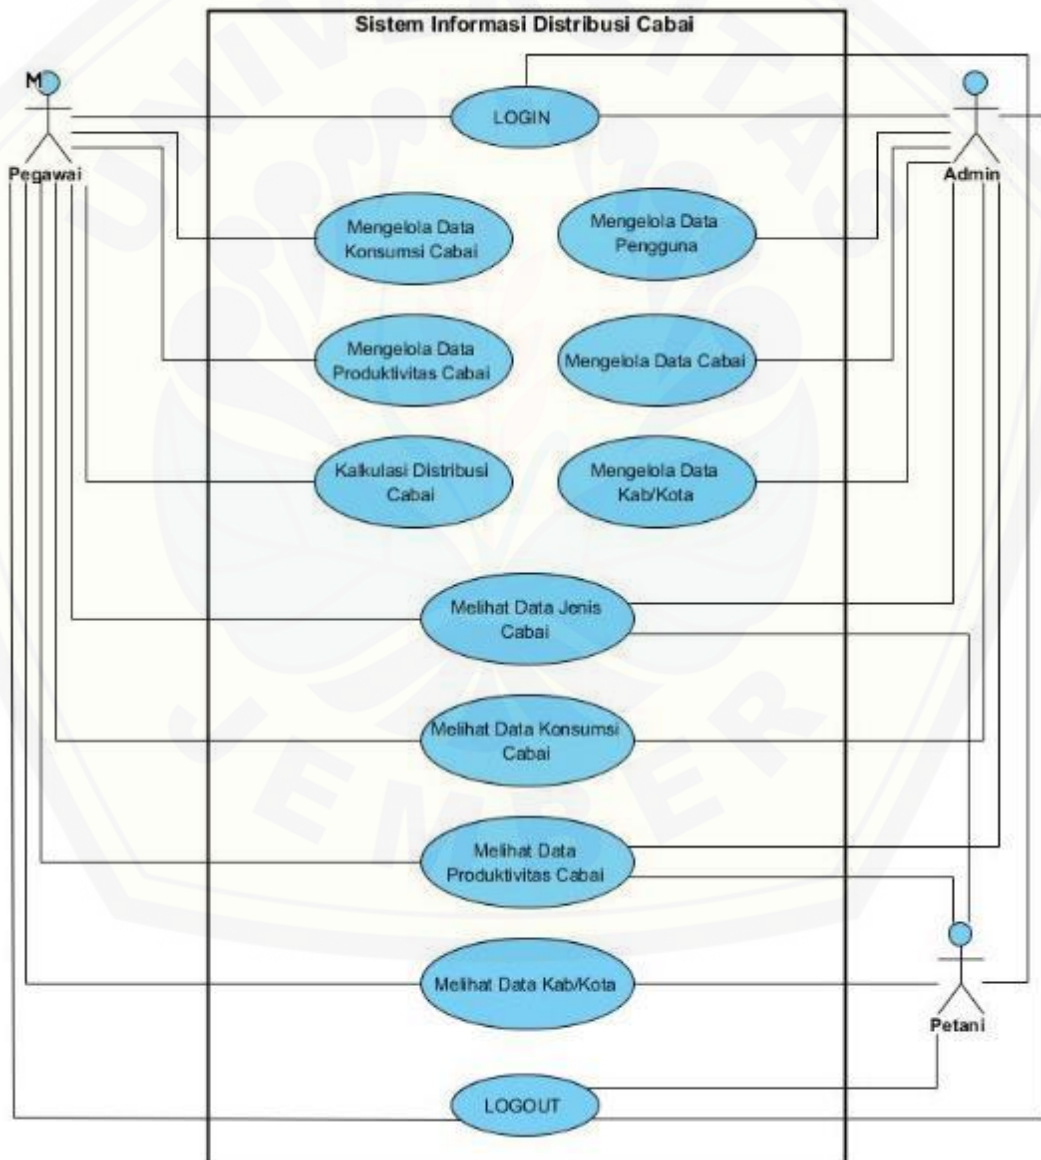 Sistem Informasi Distribusi Cabai
M
Pegawai
Admin
LOGIN
Mengelola Data
Konsumsi Cabai
Mengelola Data
Pengguna
Mengelola Data
Produktivitas Cabai
Mengelola Data Cabai
Kalkulasi Distribusi
Cabai
Mengelola Data
Kab/Kota
Melihat Data Jenis
Cabai
Melihat Data Konsumsi
Cabai
Melihat Data
Produktivitas Cabai
Melihat Data Kab/Kota
Petani
LOGOUT
UNIVERSITAS
JEMBER